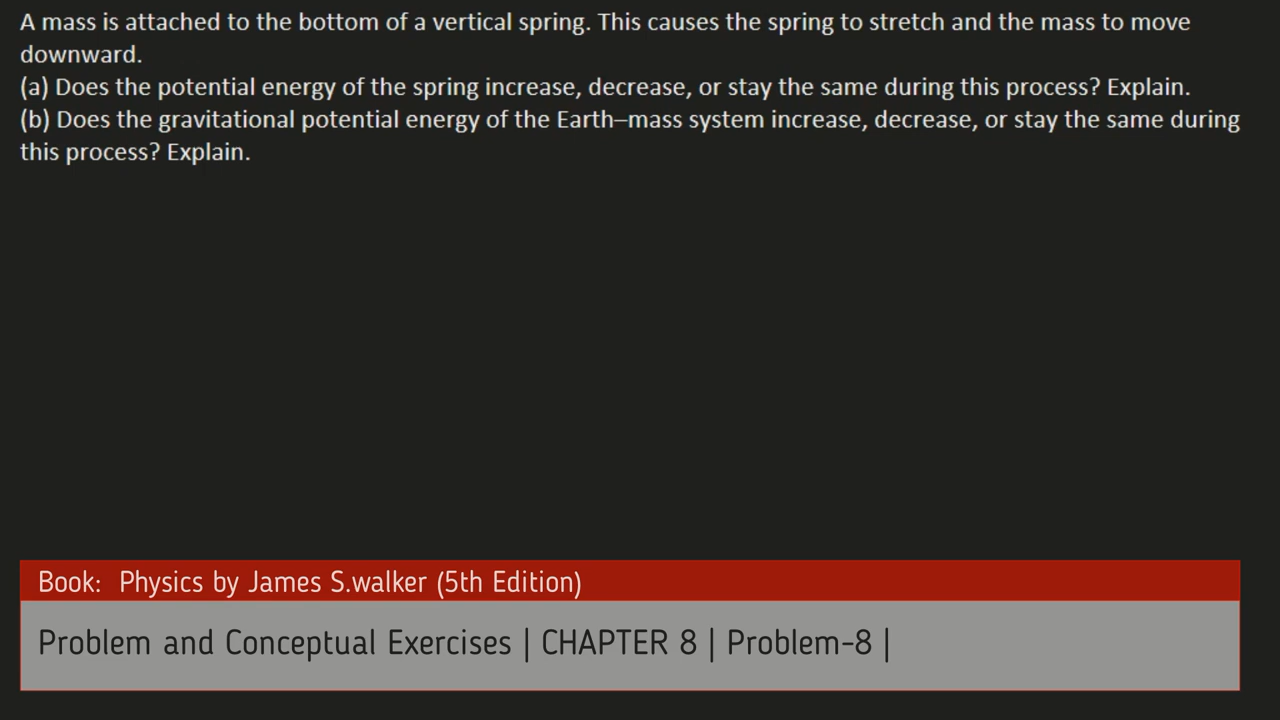 A mass is attached to the bottom of a vertical spring. This causes the spring to stretch and the mass to move
downward.
(a) Does the potential energy of the spring increase, decrease, or stay the same during this process? Explain.
(b) Does the gravitational potential energy of the Earth–mass system increase, decrease, or stay the same during
this process? Explain.
Book:  Physics by James S.walker (5th Edition)
Problem and Conceptual Exercises | CHAPTER 8 | Problem-8 |